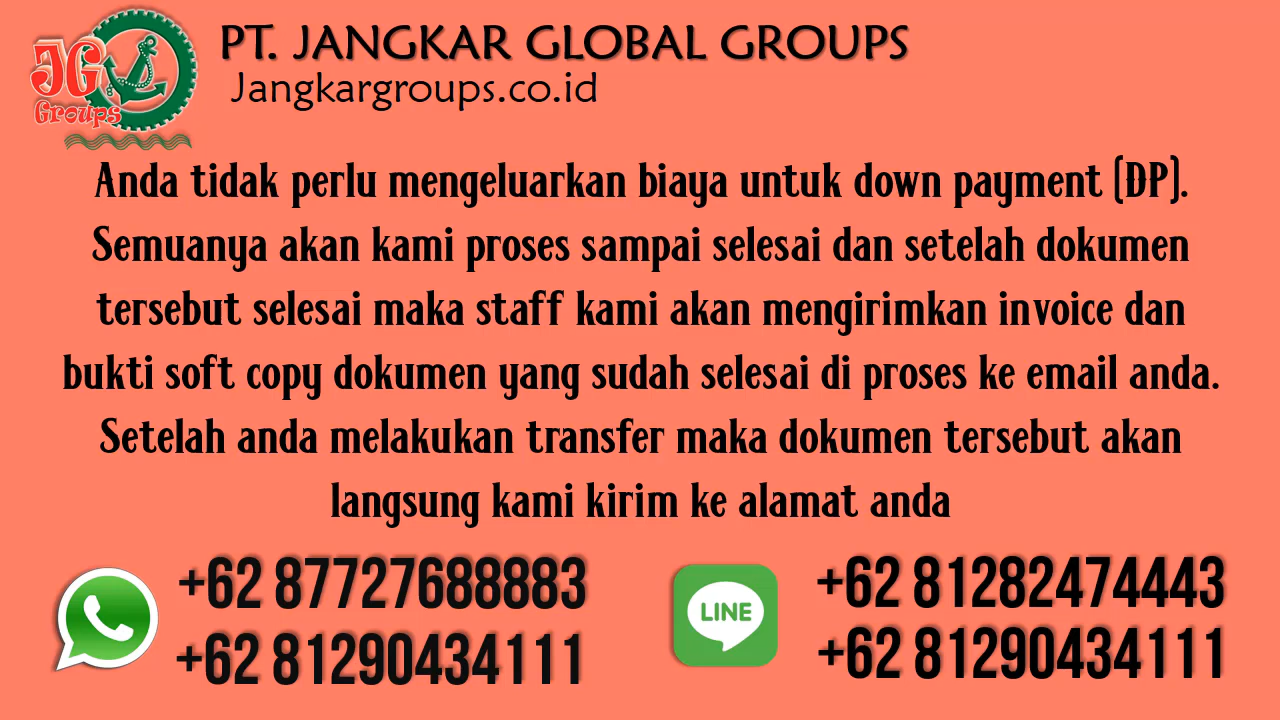 JG
Groups
PT. JANGKAR GLOBAL GROUPS
Jangkargroups.co.id
Anda tidak perlu mengeluarkan biaya untuk down payment (DP).
Semuanya akan kami proses sampai selesai dan setelah dokumen
tersebut selesai maka staff kami akan mengirimkan invoice dan
bukti soft copy dokumen yang sudah selesai di proses ke email anda.
Setelah anda melakukan transfer maka dokumen tersebut akan
langsung kami kirim ke alamat anda
+62 87727688883
+62 81290434111
LINE
+62 81282474443
+62 81290434111